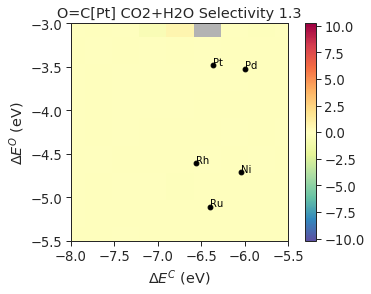 O=C[Pt] CO2+H2O Selectivity 1.3
−3.0
−3.5
−4.0
−4.5
−5.0
−5.5
ΔE^O (eV)
Pt
Pd
Rh
Ni
Ru
−8.0 −7.5 −7.0 −6.5 −6.0 −5.5
ΔE^C (eV)
10.0
7.5
5.0
2.5
0.0
−2.5
−5.0
−7.5
−10.0